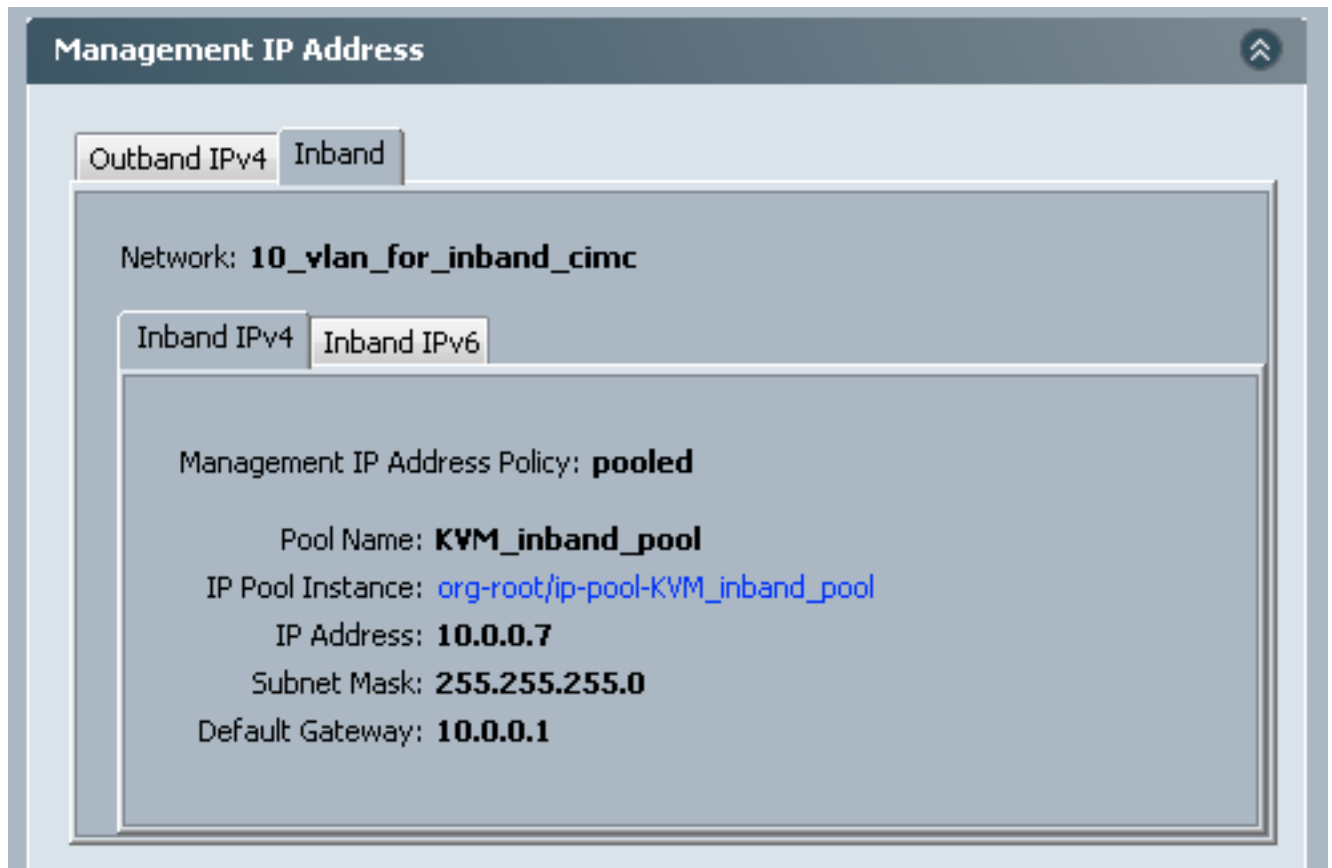 Management IP Address
Outband IPv4 Inband
Network: 10_vlan_for_inband_cimc
Inband IPv4 Inband IPv6
Management IP Address Policy: pooled
Pool Name: KVM_inband_pool
IP Pool Instance: org-root/ip-pool-KVM_inband_pool
IP Address: 10.0.0.7
Subnet Mask: 255.255.255.0
Default Gateway: 10.0.0.1